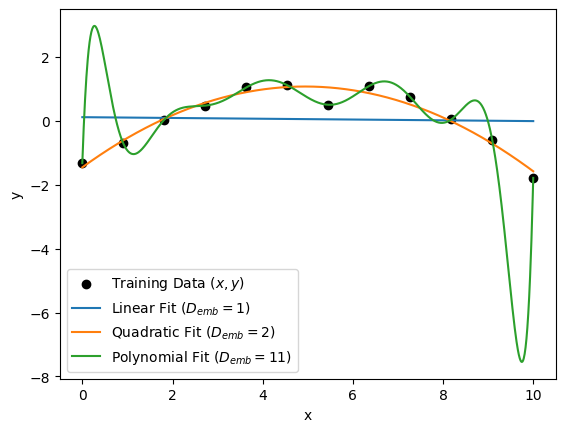 2
0
−2
−4
−6
−8
y
Training Data (x, y)
Linear Fit (D_emb = 1)
Quadratic Fit (D_emb = 2)
Polynomial Fit (D_emb = 11)
0 2 4 6 8 10
x